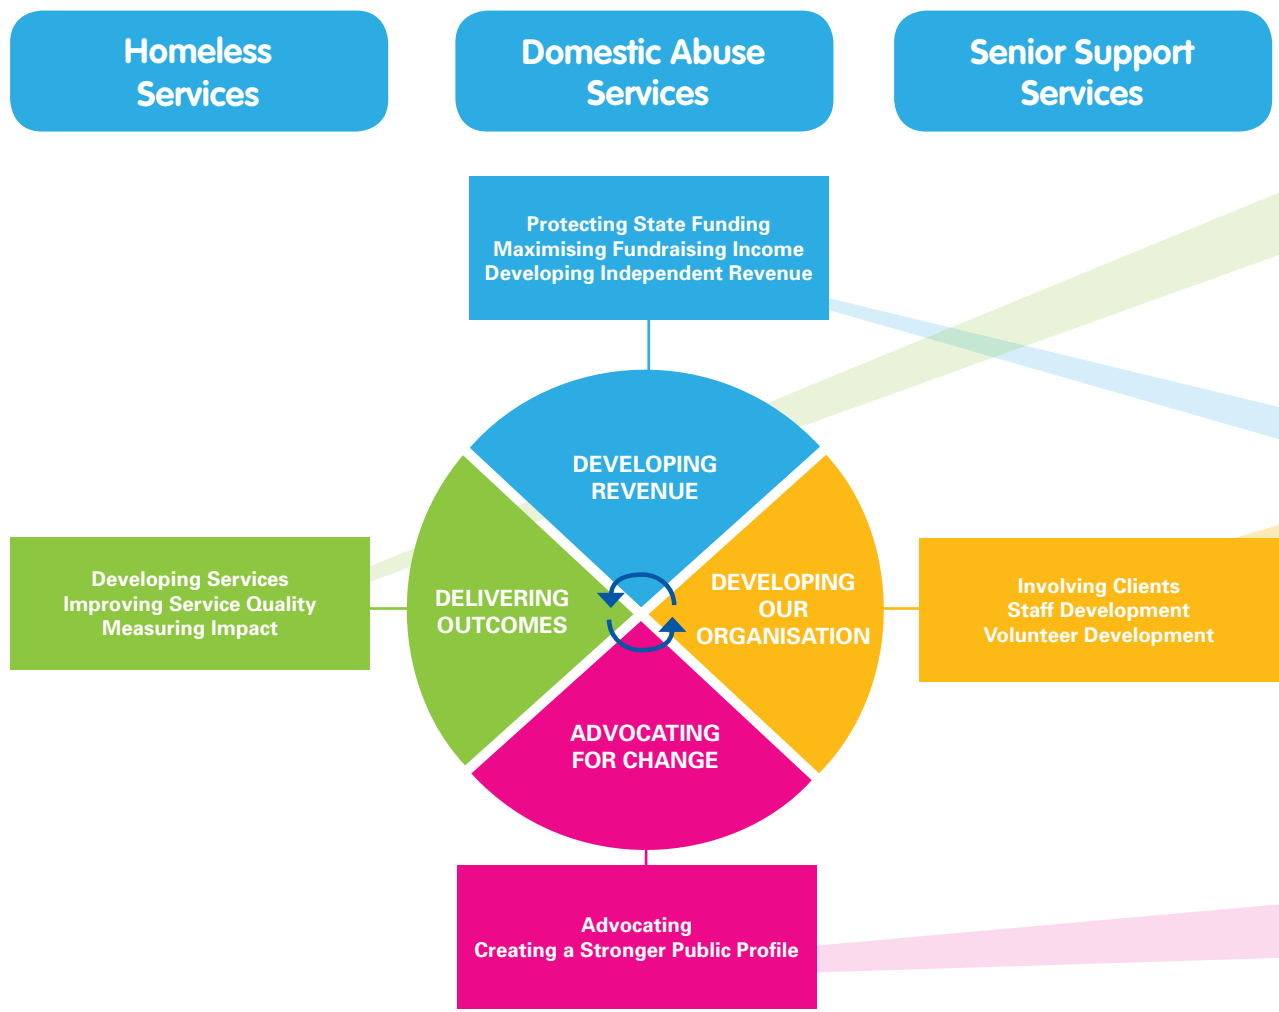 Homeless
Services
Domestic Abuse
Services
Senior Support
Services
Protecting State Funding
Maximising Fundraising Income
Developing Independent Revenue
DEVELOPING
REVENUE
Developing Services
Improving Service Quality
Measuring Impact
DELIVERING
OUTCOMES
DEVELOPING
OUR
ORGANISATION
Involving Clients
Staff Development
Volunteer Development
ADVOCATING
FOR CHANGE
Advocating
Creating a Stronger Public Profile